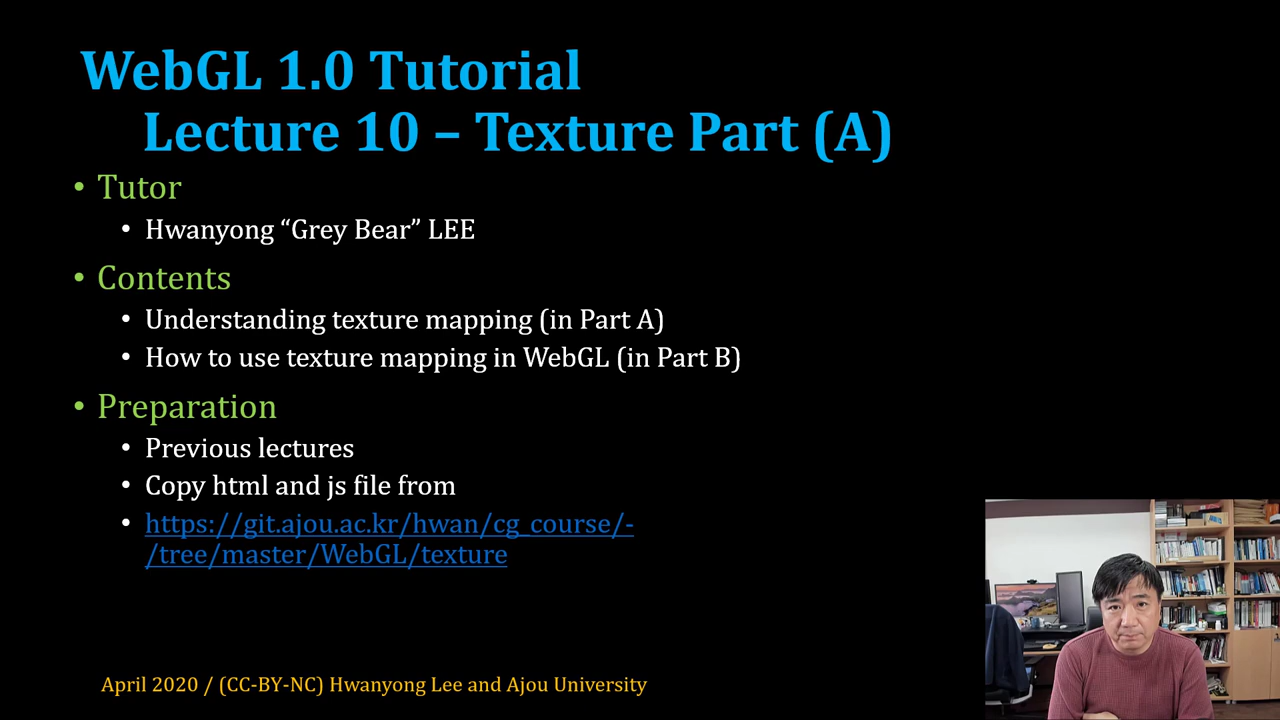 WebGL 1.0 Tutorial
Lecture 10 – Texture Part (A)
• Tutor
• Hwanyong “Grey Bear” LEE
• Contents
• Understanding texture mapping (in Part A)
• How to use texture mapping in WebGL (in Part B)
• Preparation
• Previous lectures
• Copy html and js file from
• https://git.ajou.ac.kr/hwan/cg_course/-
/tree/master/WebGL/texture
April 2020 / (CC-BY-NC) Hwanyong Lee and Ajou University